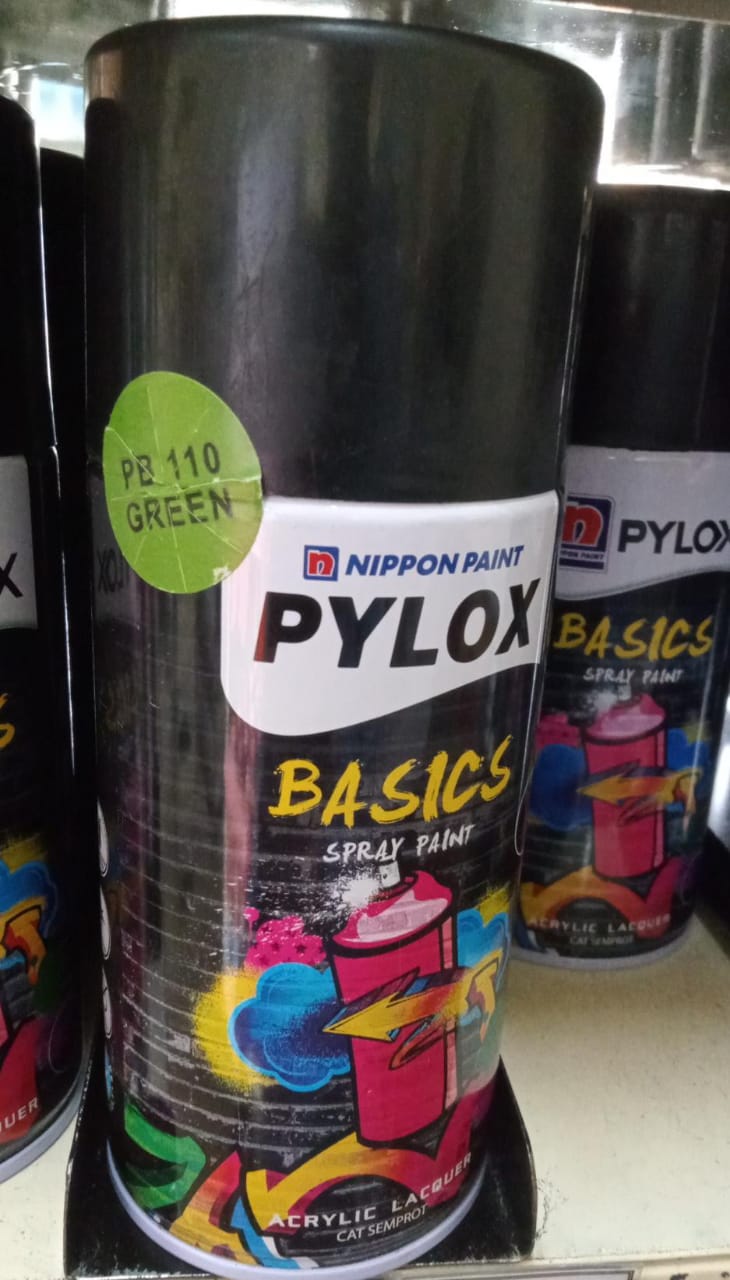 PB 110
GREEN
n NIPPON PAINT
PYLOX
BASICS
SPRAY PAINT
ACRYLIC LACQUER
CAT SEMPROT
n
NIPPON PAINT
PYLOX
BASICS
SPRAY PAINT
ACRYLIC LACQUER
CAT SEMPROT
X
S
UER